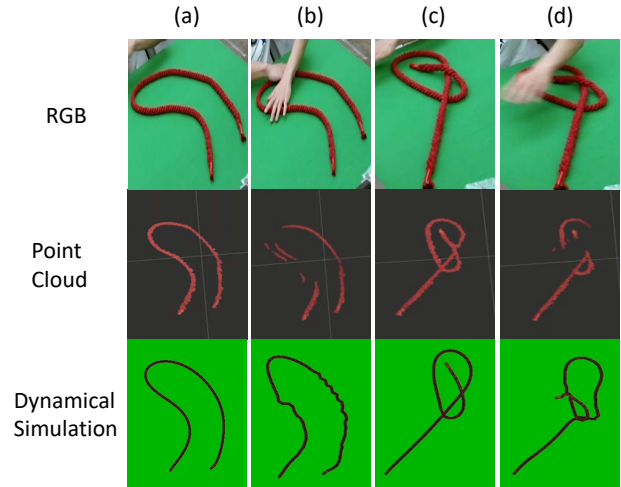 (a) (b) (c) (d)
RGB
Point
Cloud
Dynamical
Simulation